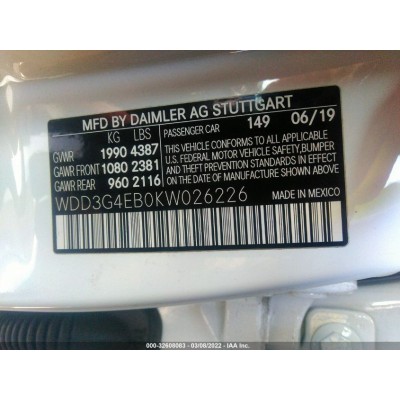 MFD BY DAIMLER AG STUTTGART
KG LBS
GVWR 1990 4387
GAWR FRONT 1080 2381
GAWR REAR 960 2116
PASSENGER CAR 149 06/19
THIS VEHICLE CONFORMS TO ALL APPLICABLE
U.S. FEDERAL MOTOR VEHICLE SAFETY,BUMPER
AND THEFT PREVENTION STANDARDS IN EFFECT
ON THE DATE OF MANUFACTURE SHOWN ABOVE.
MADE IN MEXICO
WDD3G4EB0KW026226
000-32608083 - 03/08/2022 - IAA Inc.